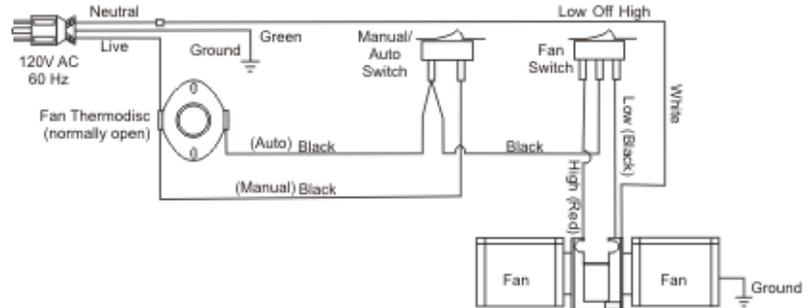 Neutral
Live
120V AC
60 Hz
Ground
Green
Manual/
Auto
Switch
Low Off High
Fan
Switch
White
Fan Thermodisc
(normally open)
(Auto) Black
Black
Low (Black)
(Manual) Black
High (Red)
Fan
Fan
Ground